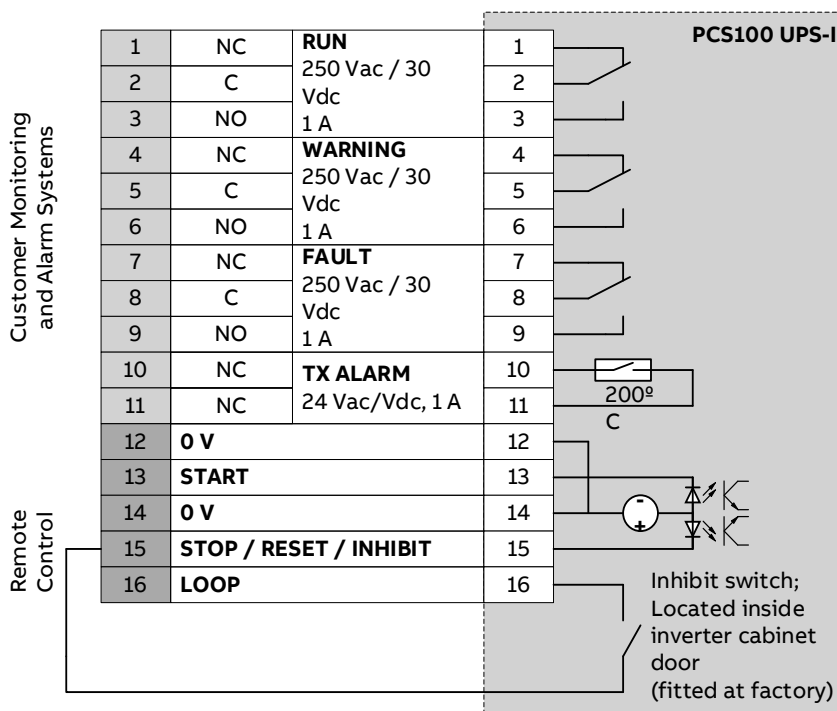 PCS100 UPS-I
Customer Monitoring
and Alarm Systems
1 NC RUN 1
250 Vac / 30
2 C 2
Vdc
3 NO 1 A 3
4 NC WARNING 4
250 Vac / 30
5 C 5
Vdc
6 NO 1 A 6
7 NC FAULT 7
250 Vac / 30
8 C 8
Vdc
9 NO 1 A 9
10 NC TX ALARM 10
11 NC 24 Vac/Vdc, 1 A 11
200º
C
Remote
Control
12 0 V 12
13 START 13
14 0 V 14
15 STOP / RESET / INHIBIT 15
16 LOOP 16
- 
+
Inhibit switch;
Located inside
inverter cabinet
door
(fitted at factory)